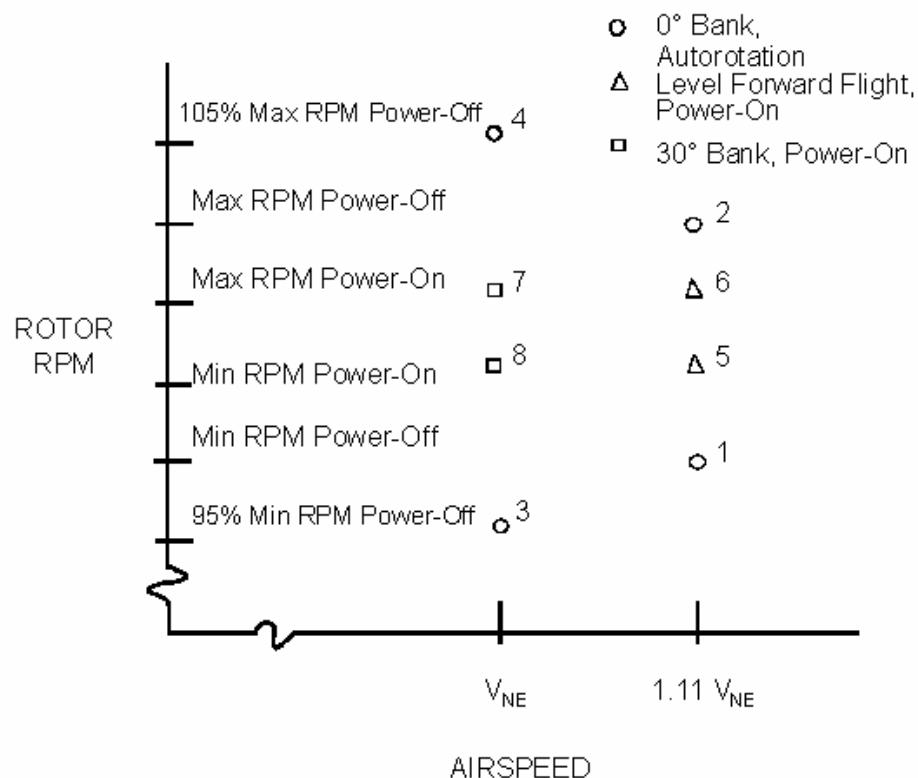 0° Bank,
Autorotation
Level Forward Flight,
Power-On
30° Bank, Power-On
105% Max RPM Power-Off
4
Max RPM Power-Off
2
Max RPM Power-On
7
6
ROTOR
RPM
Min RPM Power-On
8
5
Min RPM Power-Off
1
95% Min RPM Power-Off
3
V_NE
1.11 V_NE
AIRSPEED